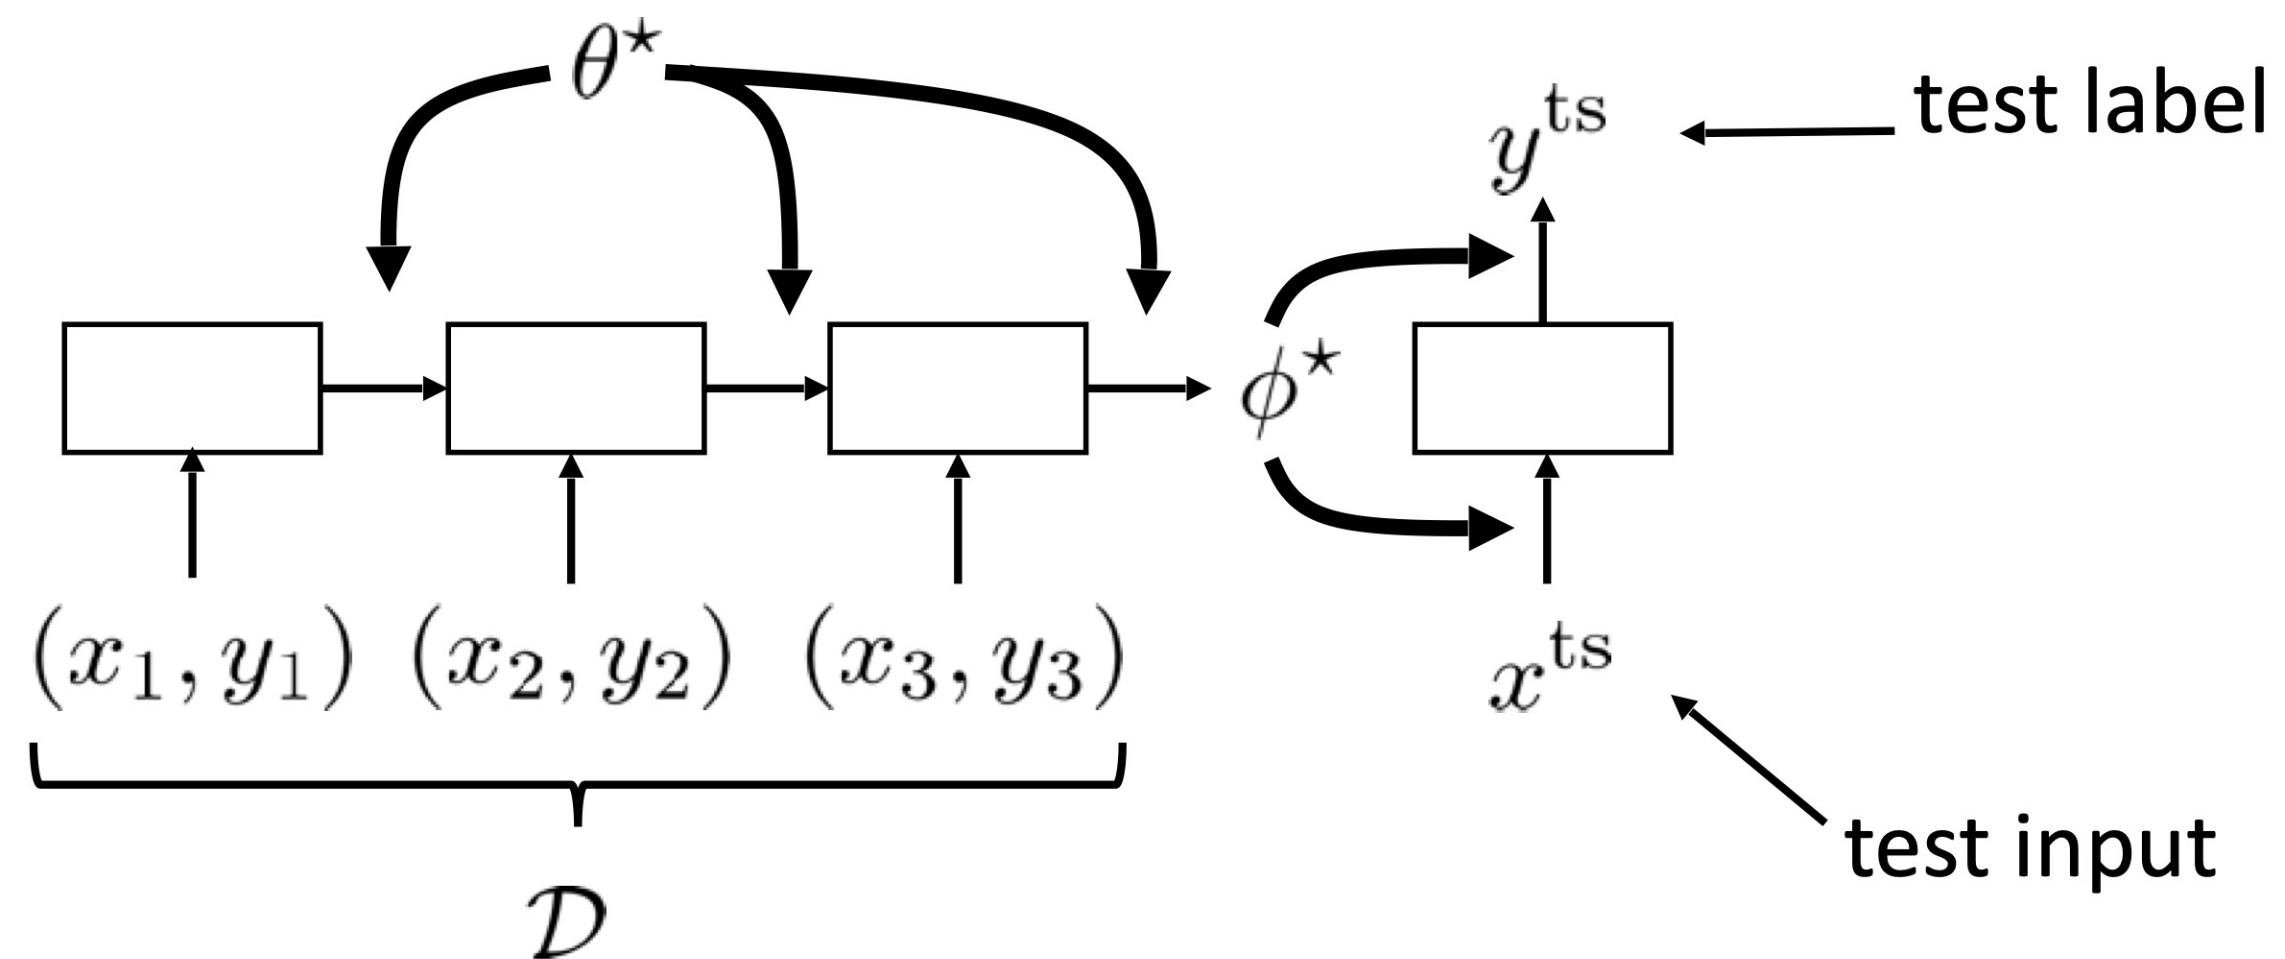 θ*
y^ts
test label
ϕ*
(x₁, y₁) (x₂, y₂) (x₃, y₃)
x^ts
test input
𝒟